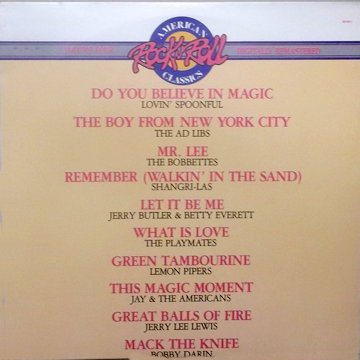 AMERICAN
ROCK N ROLL
CLASSICS
DIGITALLY REMASTERED
DO YOU BELIEVE IN MAGIC
LOVIN' SPOONFUL
THE BOY FROM NEW YORK CITY
THE AD LIBS
MR. LEE
THE BOBBETTES
REMEMBER (WALKIN' IN THE SAND)
SHANGRI-LAS
LET IT BE ME
JERRY BUTLER & BETTY EVERETT
WHAT IS LOVE
THE PLAYMATES
GREEN TAMBOURINE
LEMON PIPERS
THIS MAGIC MOMENT
JAY & THE AMERICANS
GREAT BALLS OF FIRE
JERRY LEE LEWIS
MACK THE KNIFE
BOBBY DARIN